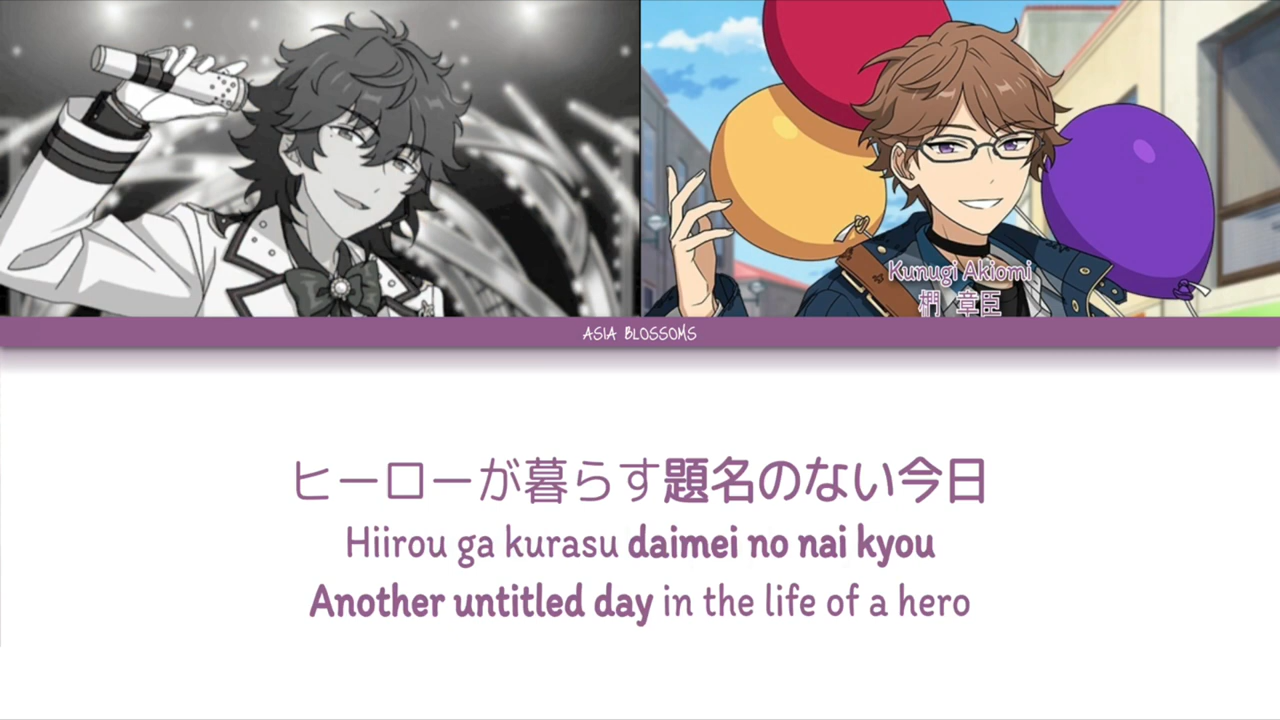 Kunugi Akiomi
椚 章臣
ASIA BLOSSOMS
ヒーローが暮らす題名のない今日
Hiirou ga kurasu daimei no nai kyou
Another untitled day in the life of a hero